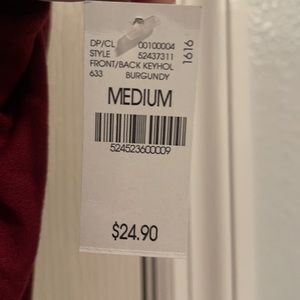 DP/CL 00100004
STYLE 52437311
FRONT/BACK KEYHOL
633 BURGUNDY
1616
MEDIUM
524523600009
$24.90